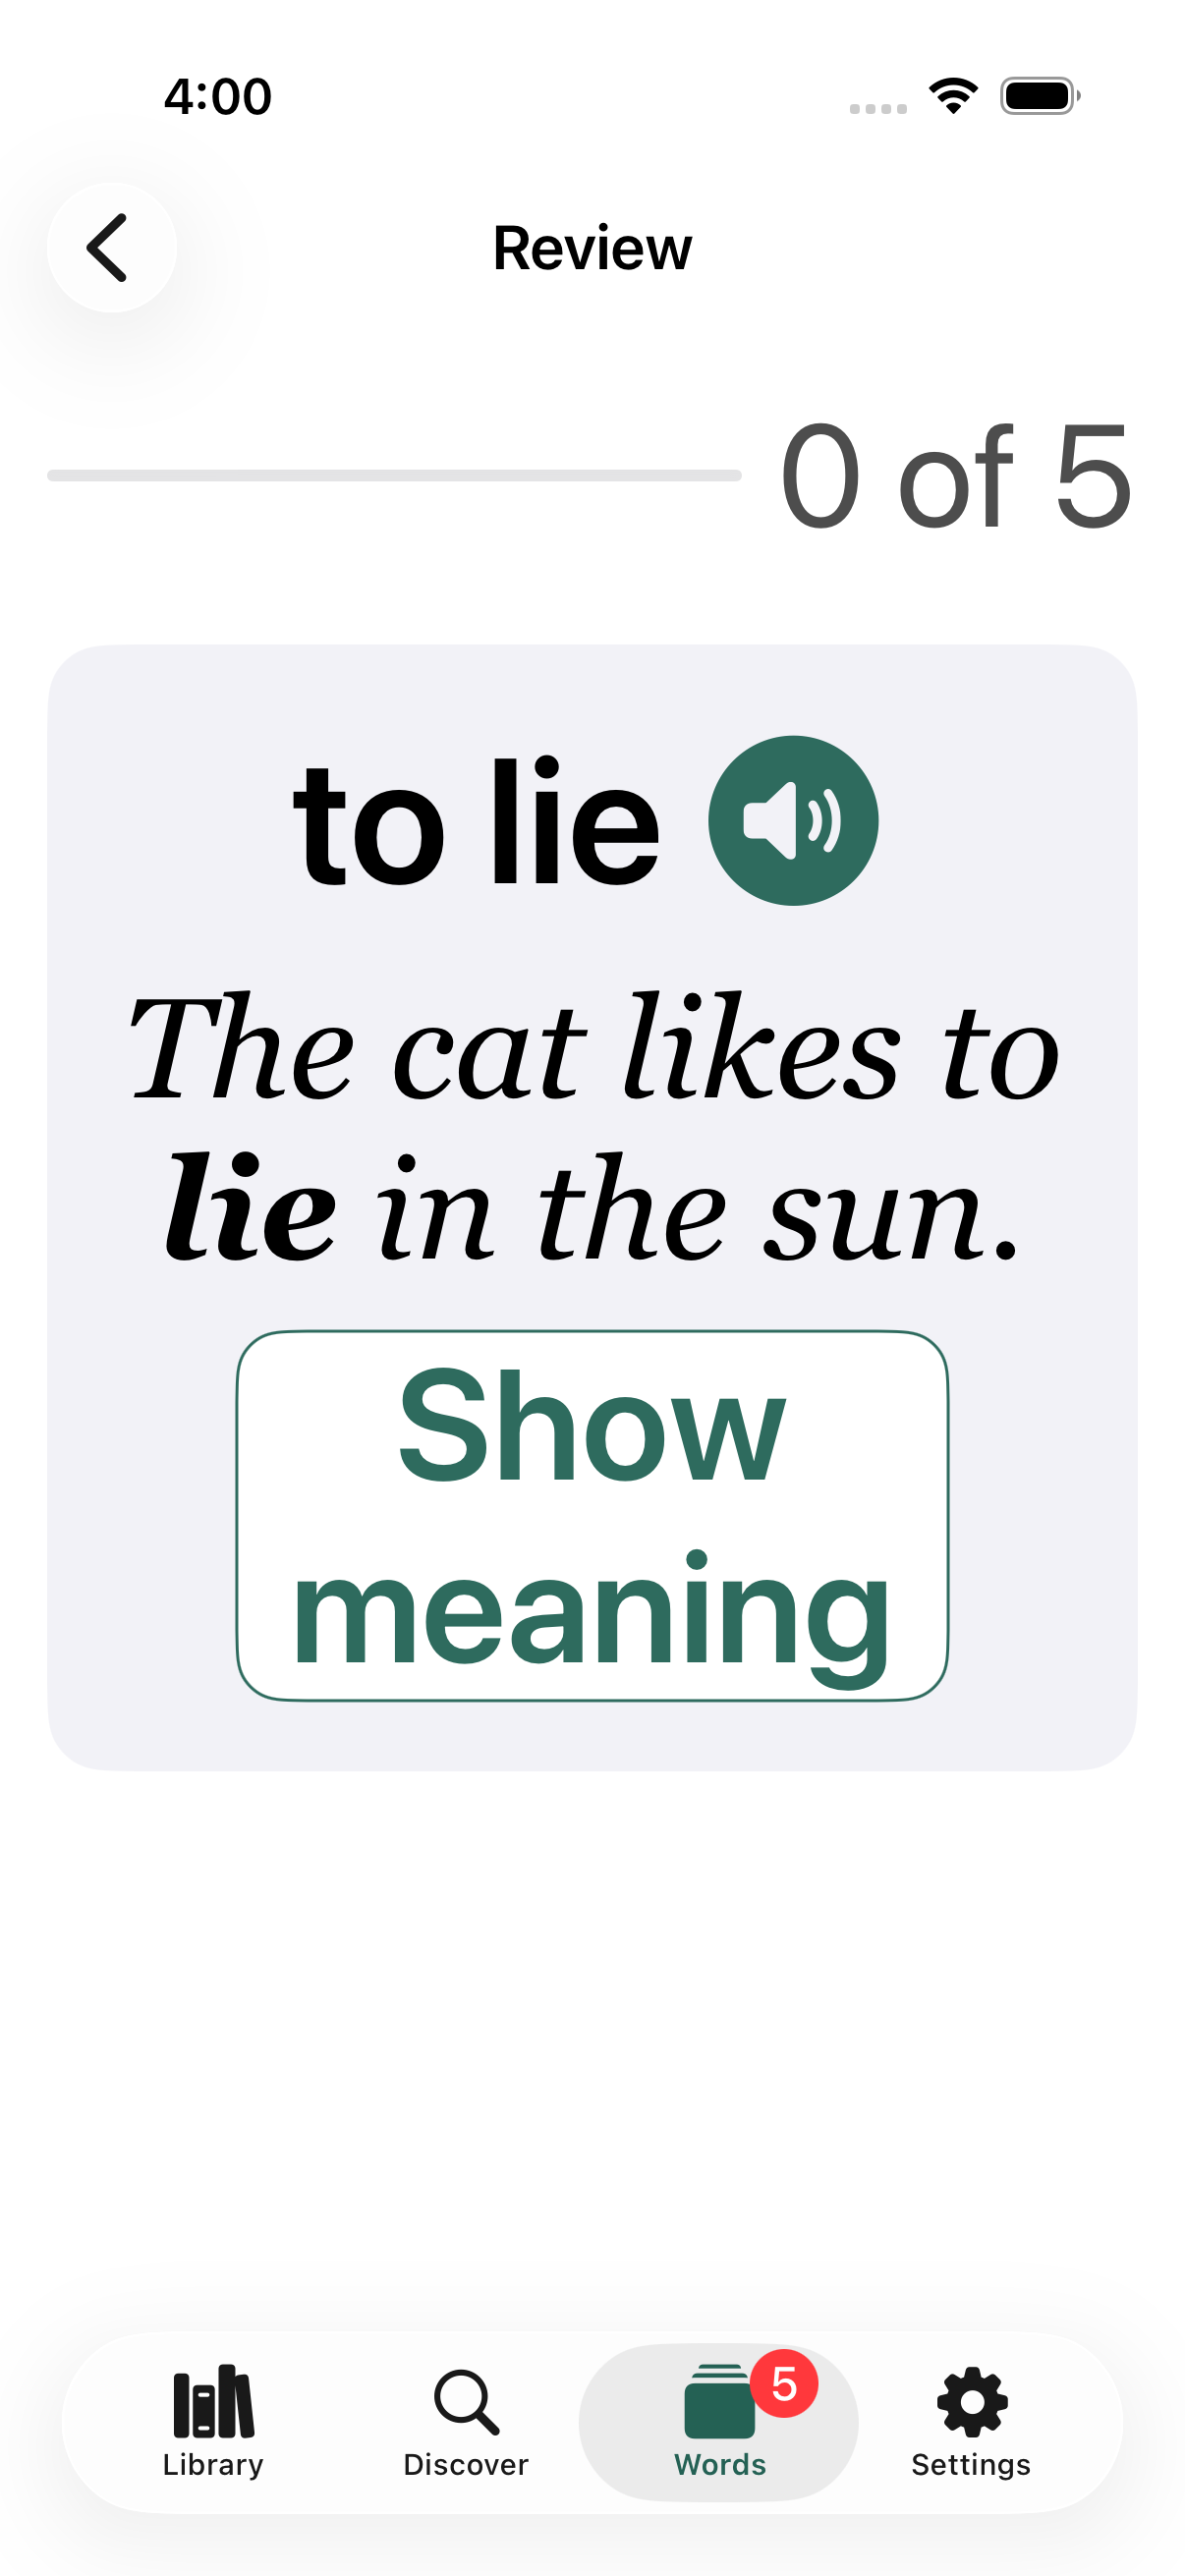 4:00
Review
0 of 5
to lie
The cat likes to
lie in the sun.
Show
meaning
5
Library
Discover
Words
Settings